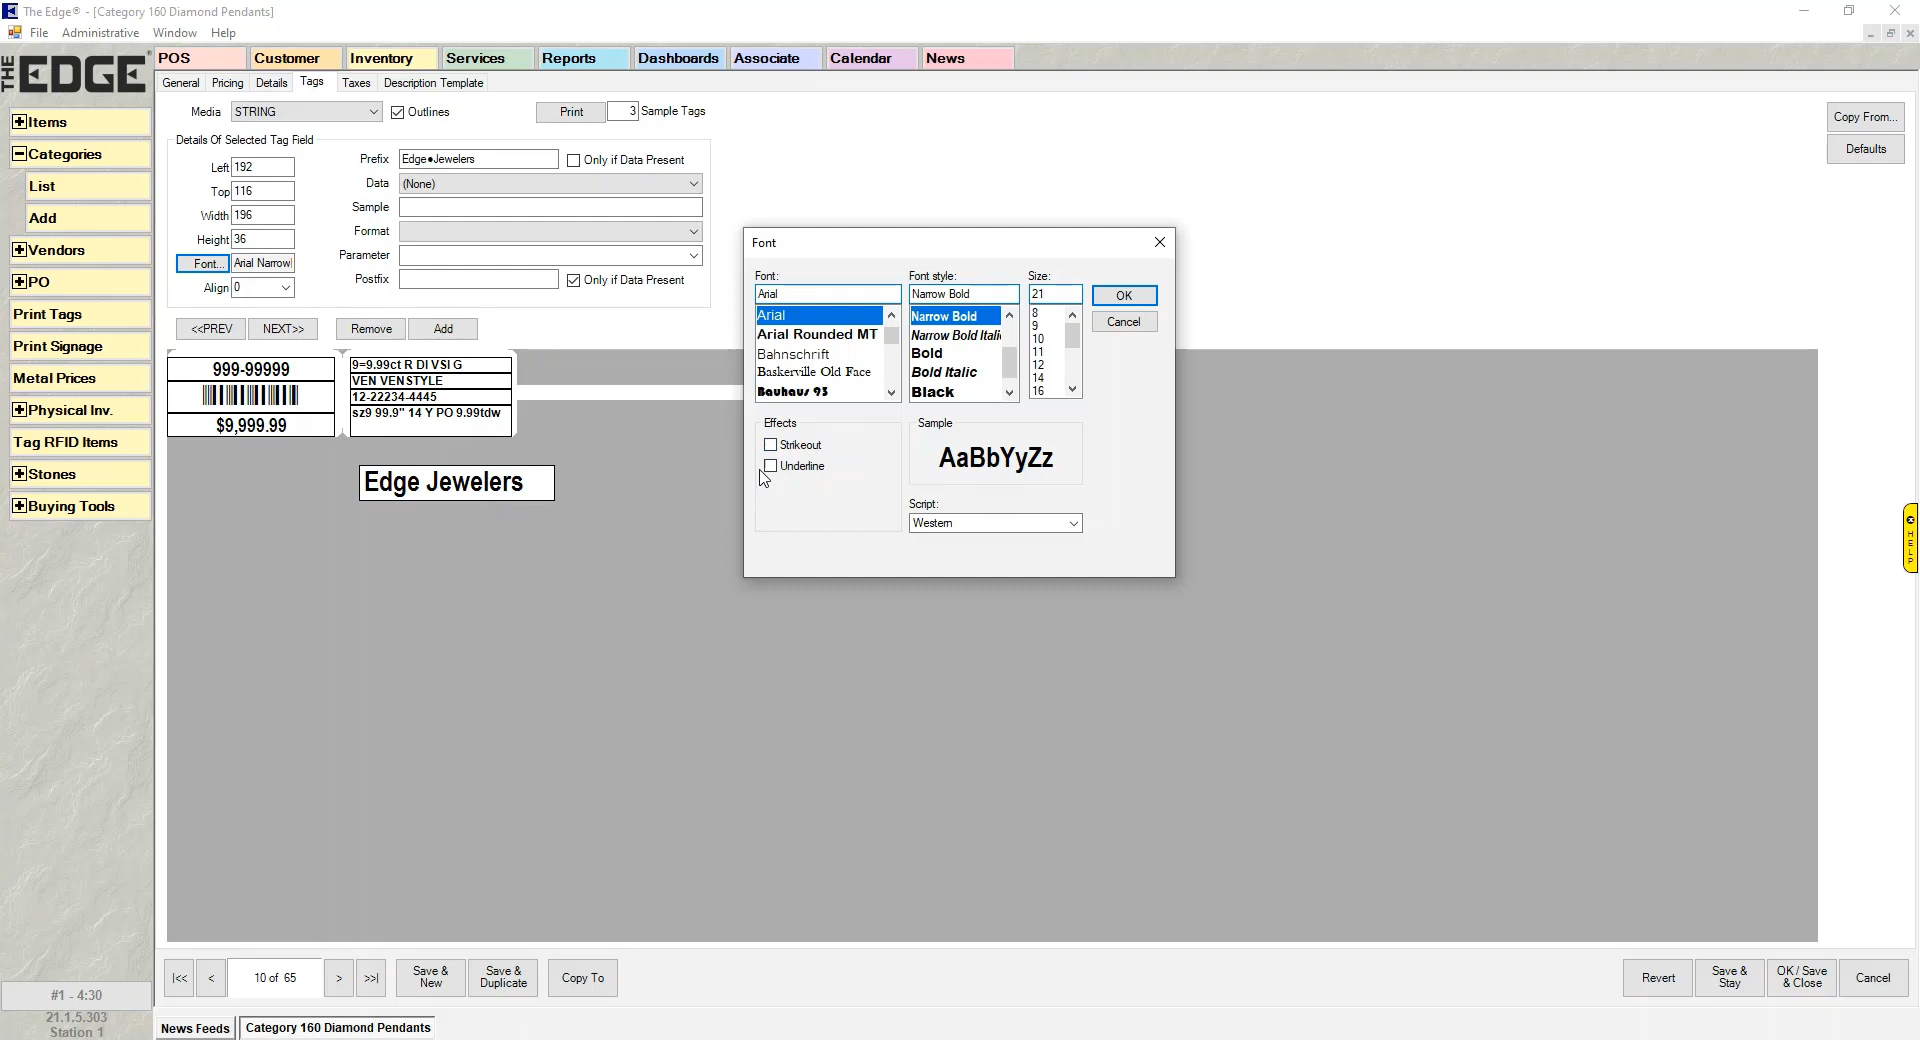 The Edge® - [Category 160 Diamond Pendants]
File Administrative Window Help
THE EDGE®
POS Customer Inventory Services Reports Dashboards Associate Calendar News
General Pricing Details Tags Taxes Description Template
Items
Categories
List
Add
Vendors
PO
Print Tags
Print Signage
Metal Prices
Physical Inv.
Tag RFID Items
Stones
Buying Tools
#1 - 4:30
21.1.5.303
Station 1
Media STRING Outlines Print 3 Sample Tags
Copy From...
Defaults
Details Of Selected Tag Field
Left 192
Top 116
Width 196
Height 36
Font... Arial Narrow
Align 0
Prefix Edge●Jewelers Only if Data Present
Data (None)
Sample
Format
Parameter
Postfix Only if Data Present
<<PREV NEXT>> Remove Add
999-99999
$9,999.99
9=9.99ct R DI VSI G
VEN VENSTYLE
12-22234-4445
sz9 99.9" 14 Y PO 9.99tdw
Edge Jewelers
Font
Font: Font style: Size:
Arial Narrow Bold 21
Arial
Arial Rounded MT
Bahnschrift
Baskerville Old Face
Bauhaus 93
Narrow Bold
Narrow Bold Itali
Bold
Bold Italic
Black
8
9
10
11
12
14
16
OK
Cancel
Effects
Strikeout
Underline
Sample
AaBbYyZz
Script:
Western
HELP
|<< < 10 of 65 > >>|
Save & New
Save & Duplicate
Copy To
Revert
Save & Stay
OK / Save & Close
Cancel
News Feeds Category 160 Diamond Pendants